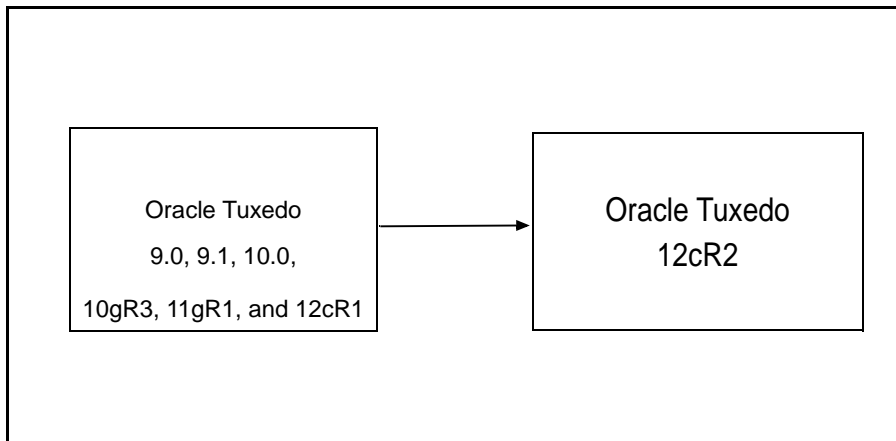 Oracle Tuxedo
9.0, 9.1, 10.0,
10gR3, 11gR1, and 12cR1
Oracle Tuxedo
12cR2